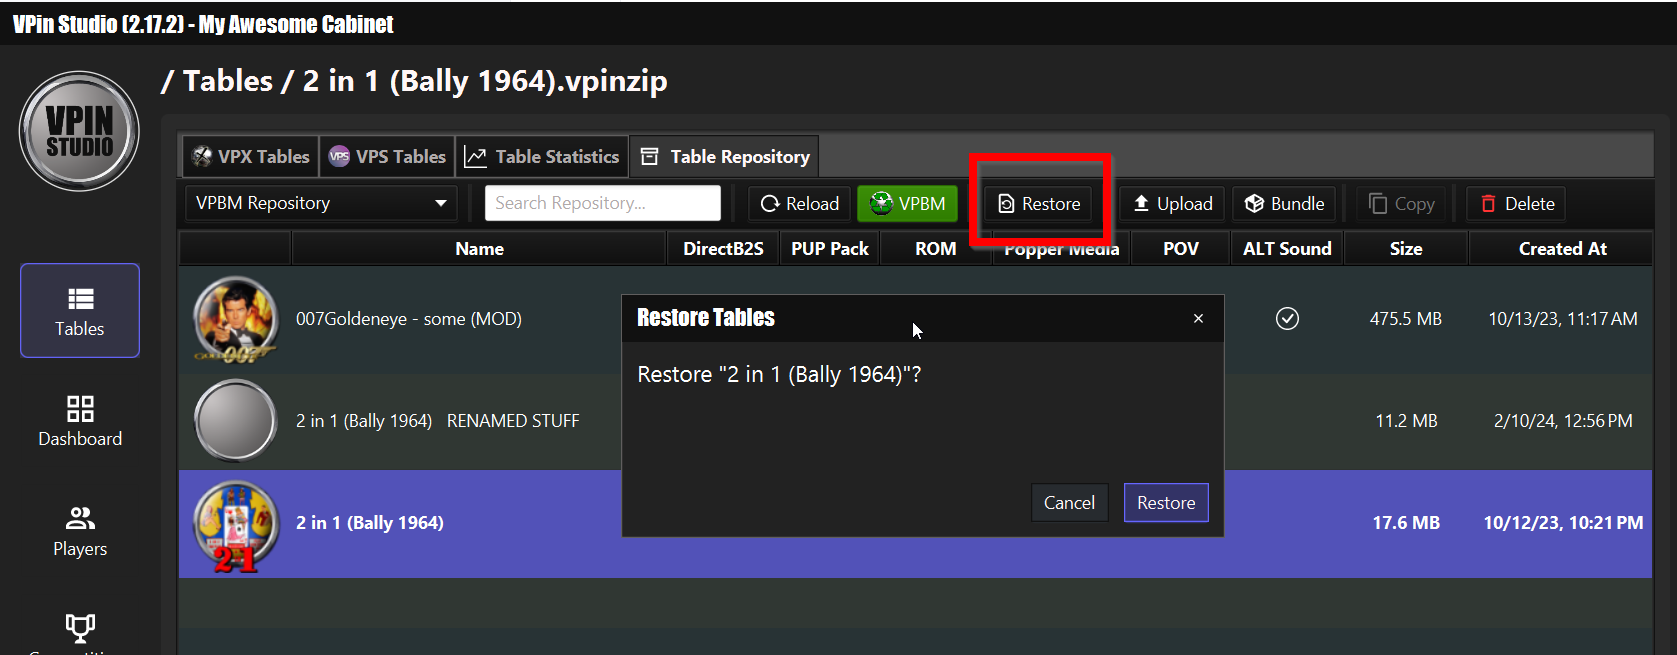 VPin Studio (2.17.2) - My Awesome Cabinet
VPIN
STUDIO
/ Tables / 2 in 1 (Bally 1964).vpinzip
VPX Tables
VPS VPS Tables
Table Statistics
Table Repository
VPBM Repository
Search Repository...
Reload
VPBM
Restore
Upload
Bundle
Copy
Delete
Name
DirectB2S
PUP Pack
ROM
Popper Media
POV
ALT Sound
Size
Created At
007Goldeneye - some (MOD)
475.5 MB
10/13/23, 11:17 AM
2 in 1 (Bally 1964) RENAMED STUFF
11.2 MB
2/10/24, 12:56 PM
2-1
2 in 1 (Bally 1964)
17.6 MB
10/12/23, 10:21 PM
Restore Tables
Restore "2 in 1 (Bally 1964)"?
Cancel
Restore
Tables
Dashboard
Players